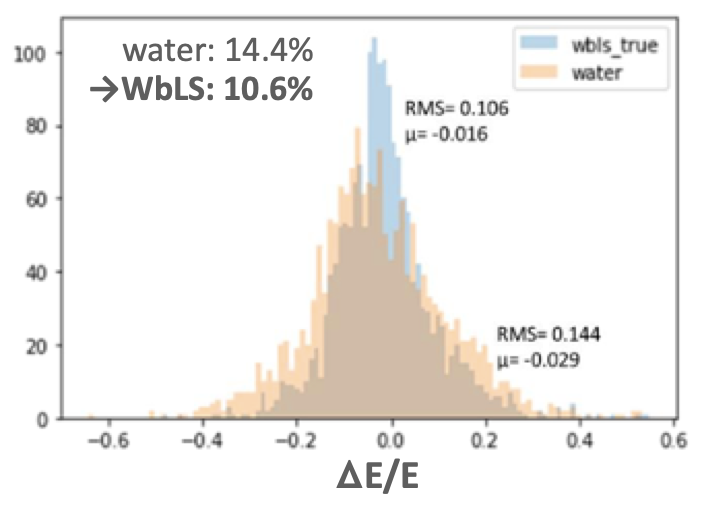 water: 14.4%
→WbLS: 10.6%
wbls_true
water
RMS= 0.106
μ= -0.016
RMS= 0.144
μ= -0.029
100
80
60
40
20
0
−0.6 −0.4 −0.2 0.0 0.2 0.4 0.6
ΔE/E